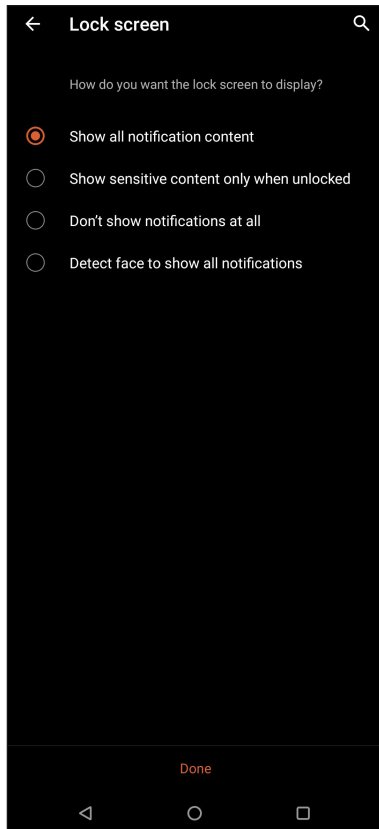 Lock screen
How do you want the lock screen to display?
Show all notification content
Show sensitive content only when unlocked
Don’t show notifications at all
Detect face to show all notifications
Done